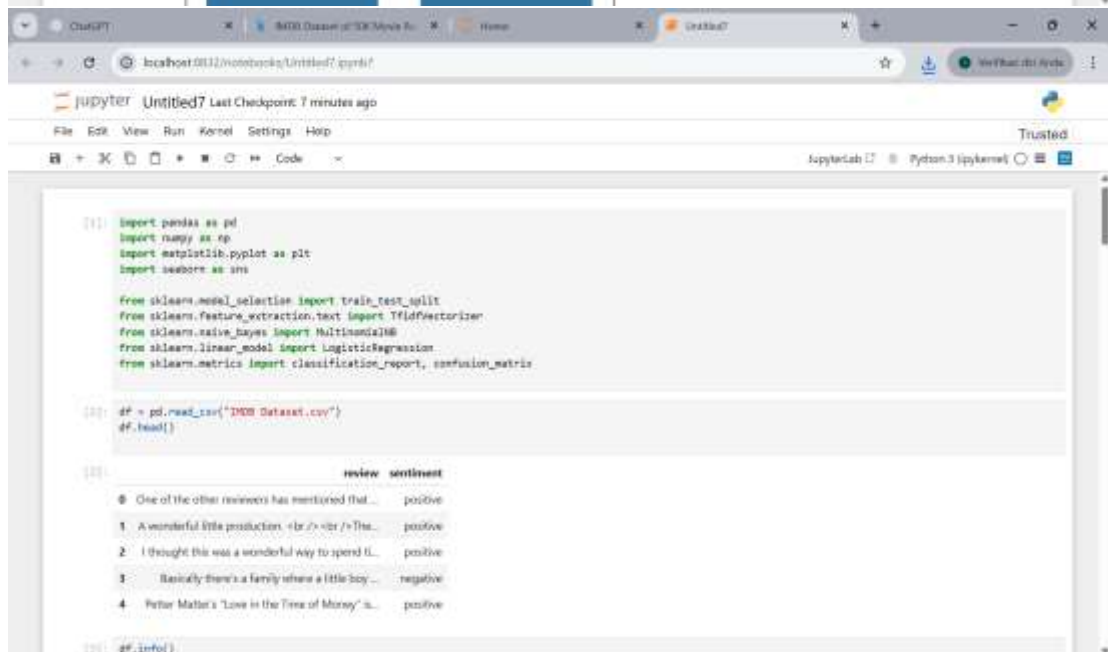 ChatGPT
IMDB Dataset of 50K Movie Re
Home
Untitled7
localhost:8832/notebooks/Untitled7.ipynb?
Verifikasi diri Anda
jupyter Untitled7 Last Checkpoint: 7 minutes ago
File Edit View Run Kernel Settings Help
Trusted
Code
JupyterLab
Python 3 (ipykernel)
[1]: import pandas as pd
import numpy as np
import matplotlib.pyplot as plt
import seaborn as sns
from sklearn.model_selection import train_test_split
from sklearn.feature_extraction.text import TfidfVectorizer
from sklearn.naive_bayes import MultinomialNB
from sklearn.linear_model import LogisticRegression
from sklearn.metrics import classification_report, confusion_matrix
df = pd.read_csv("IMDB Dataset.csv")
df.head()
review sentiment
0 One of the other reviewers has mentioned that ... positive
1 A wonderful little production. <br /><br />The... positive
2 I thought this was a wonderful way to spend ti... positive
3 Basically there's a family where a little boy ... negative
4 Petter Mattei's "Love in the Time of Money" is... positive
df.info()